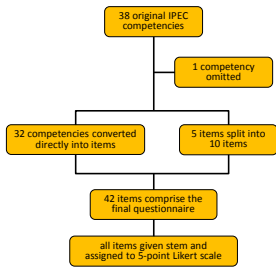 38 original IPEC
competencies
1 competency
omitted
32 competencies converted
directly into items
5 items split into
10 items
42 items comprise the
final questionnaire
all items given stem and
assigned to 5-point Likert scale